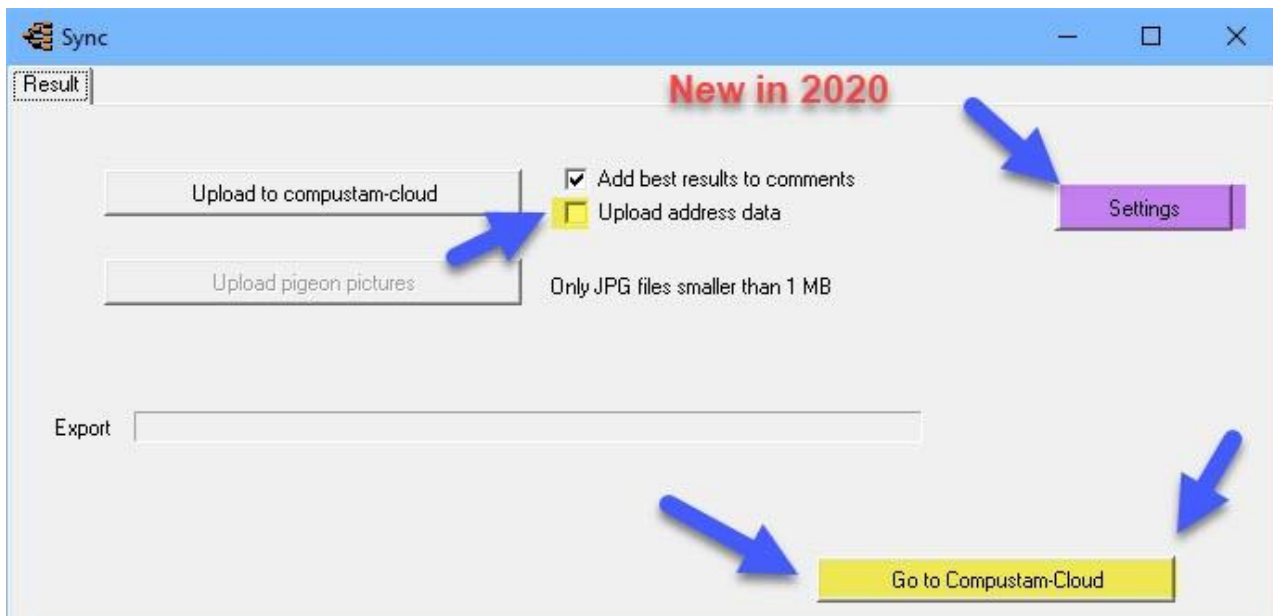 Sync
Result
New in 2020
Upload to compustam-cloud
Add best results to comments
Upload address data
Settings
Upload pigeon pictures
Only JPG files smaller than 1 MB
Export
Go to Compustam-Cloud